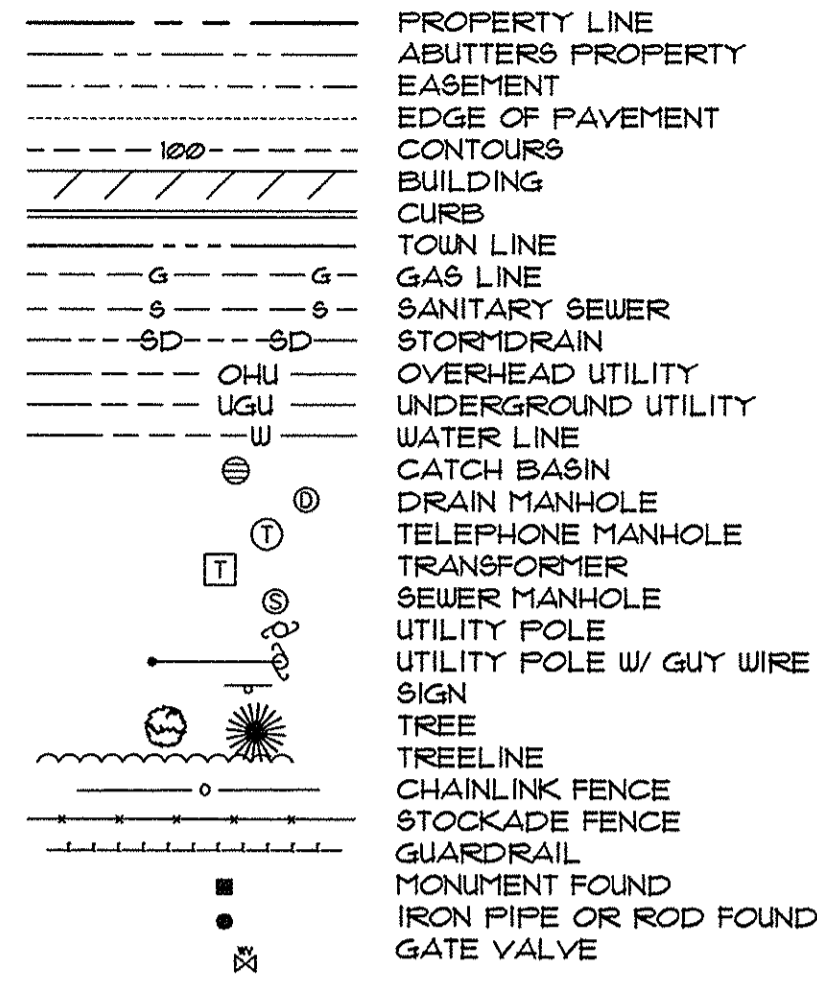 PROPERTY LINE
ABUTTERS PROPERTY
EASEMENT
EDGE OF PAVEMENT
100 CONTOURS
BUILDING
CURB
TOWN LINE
G G GAS LINE
S S SANITARY SEWER
SD SD STORMDRAIN
OHU OVERHEAD UTILITY
UGU UNDERGROUND UTILITY
W WATER LINE
CATCH BASIN
D DRAIN MANHOLE
T TELEPHONE MANHOLE
T TRANSFORMER
S SEWER MANHOLE
UTILITY POLE
UTILITY POLE W/ GUY WIRE
SIGN
TREE
TREELINE
CHAINLINK FENCE
STOCKADE FENCE
GUARDRAIL
MONUMENT FOUND
IRON PIPE OR ROD FOUND
WV GATE VALVE